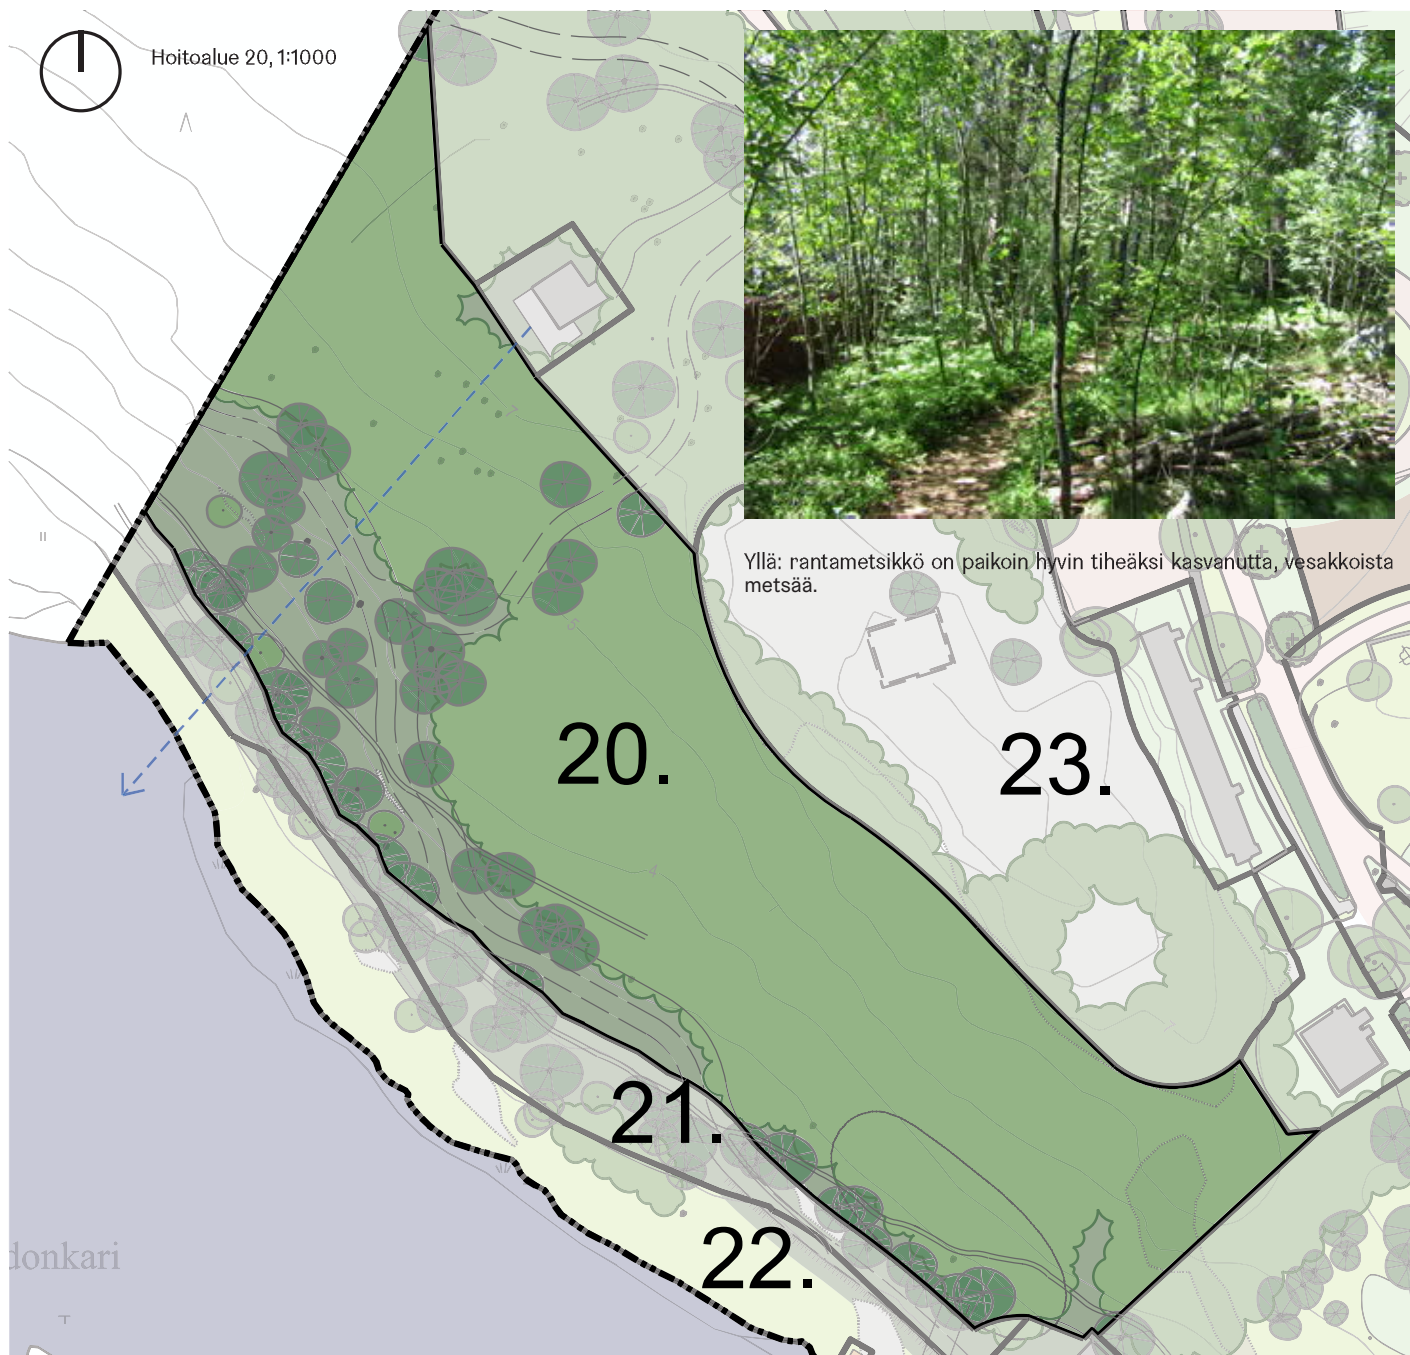 Hoitoalue 20, 1:1000
Yllä: rantametsikkö on paikoin hyvin tiheäksi kasvanutta, vesakkoista
metsää.
20.
23.
21.
22.
donkari